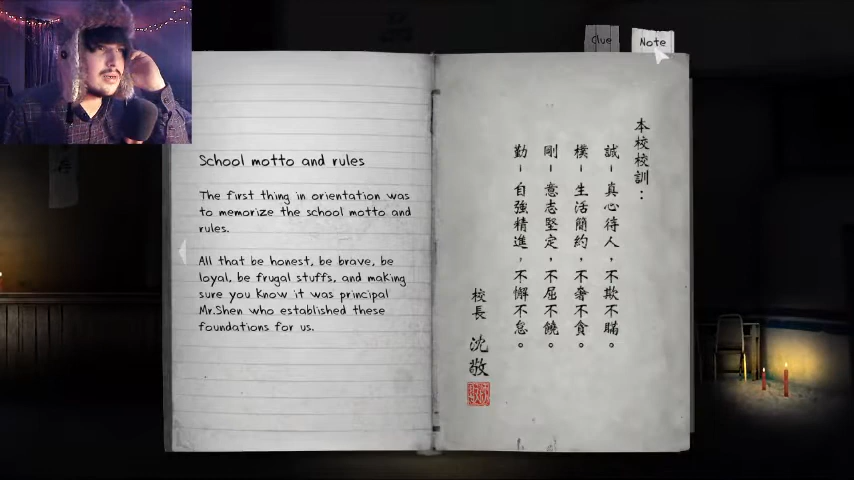 Clue
Note
School motto and rules
The first thing in orientation was
to memorize the school motto and
rules.
All that be honest, be brave, be
loyal, be frugal stuffs, and making
sure you know it was principal
Mr.Shen who established these
foundations for us.
本校校訓：
誠－真心待人，不欺不瞞。
樸－生活簡約，不奢不貪。
剛－意志堅定，不屈不饒。
勤－自強精進，不懈不怠。
校長 沈敬